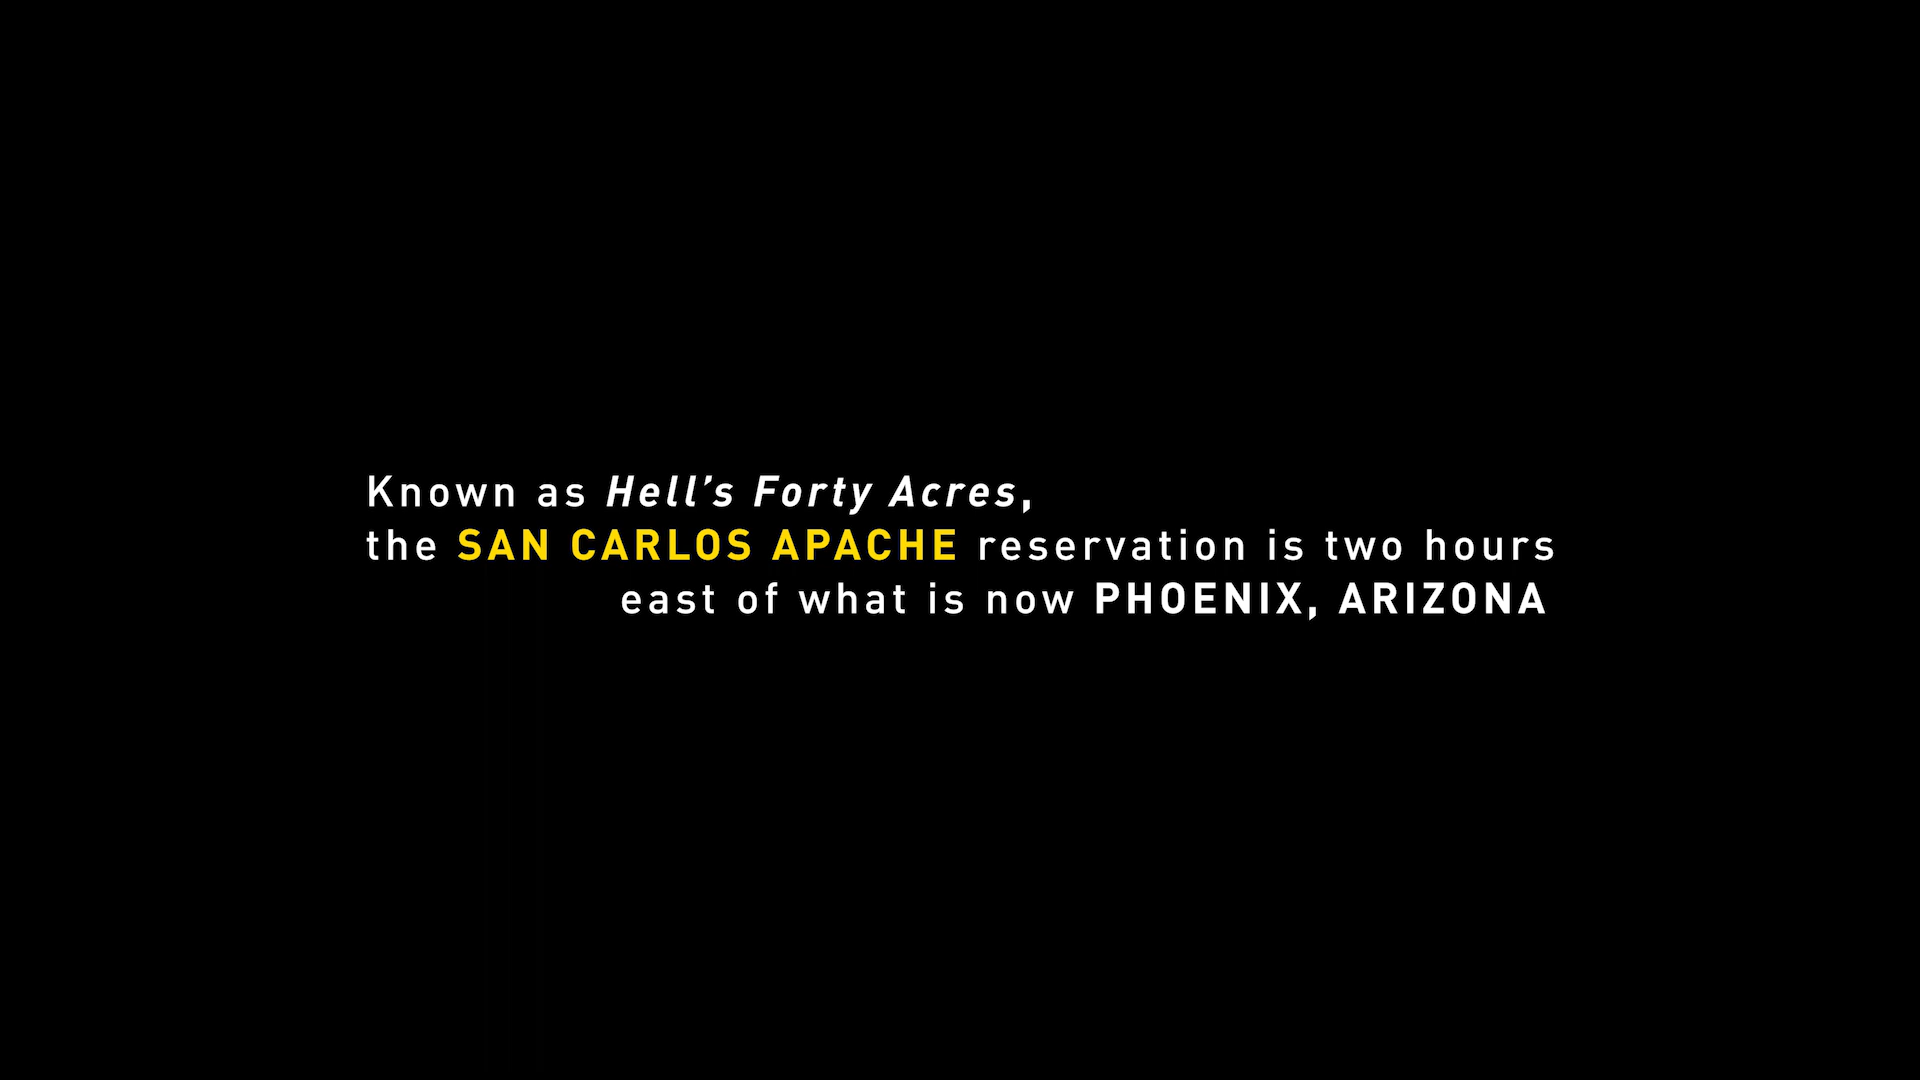 Known as Hell’s Forty Acres,
the SAN CARLOS APACHE reservation is two hours
east of what is now PHOENIX, ARIZONA